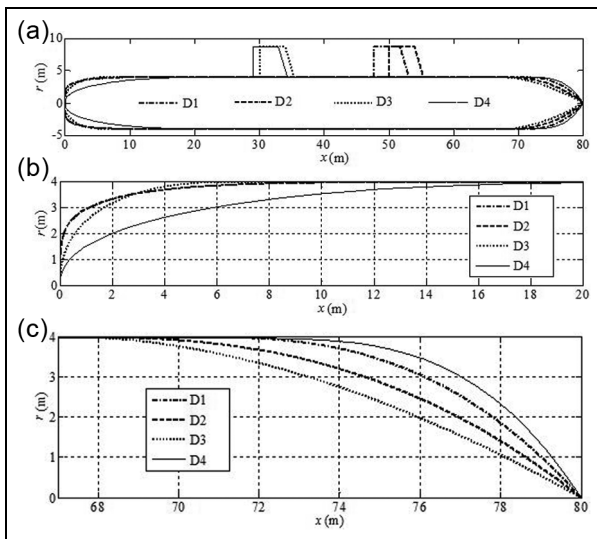 (a)
10
5
0
-5
r (m)
D1 D2 D3 D4
0 10 20 30 40 50 60 70 80
x (m)
(b)
4
3
2
1
0
r (m)
D1
D2
D3
D4
0 2 4 6 8 10 12 14 16 18 20
x (m)
(c)
4
3
2
1
0
r (m)
D1
D2
D3
D4
68 70 72 74 76 78 80
x (m)